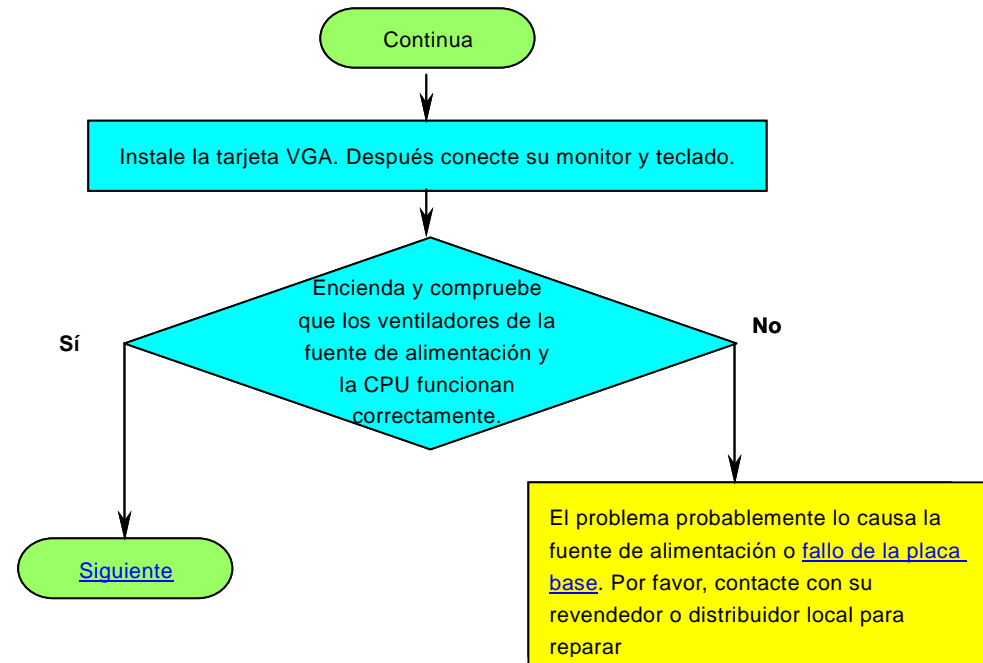 Continua
Instale la tarjeta VGA. Después conecte su monitor y teclado.
Encienda y compruebe
que los ventiladores de la
fuente de alimentación y
la CPU funcionan
correctamente.
Sí
No
Siguiente
El problema probablemente lo causa la
fuente de alimentación o fallo de la placa
base. Por favor, contacte con su
revendedor o distribuidor local para
reparar